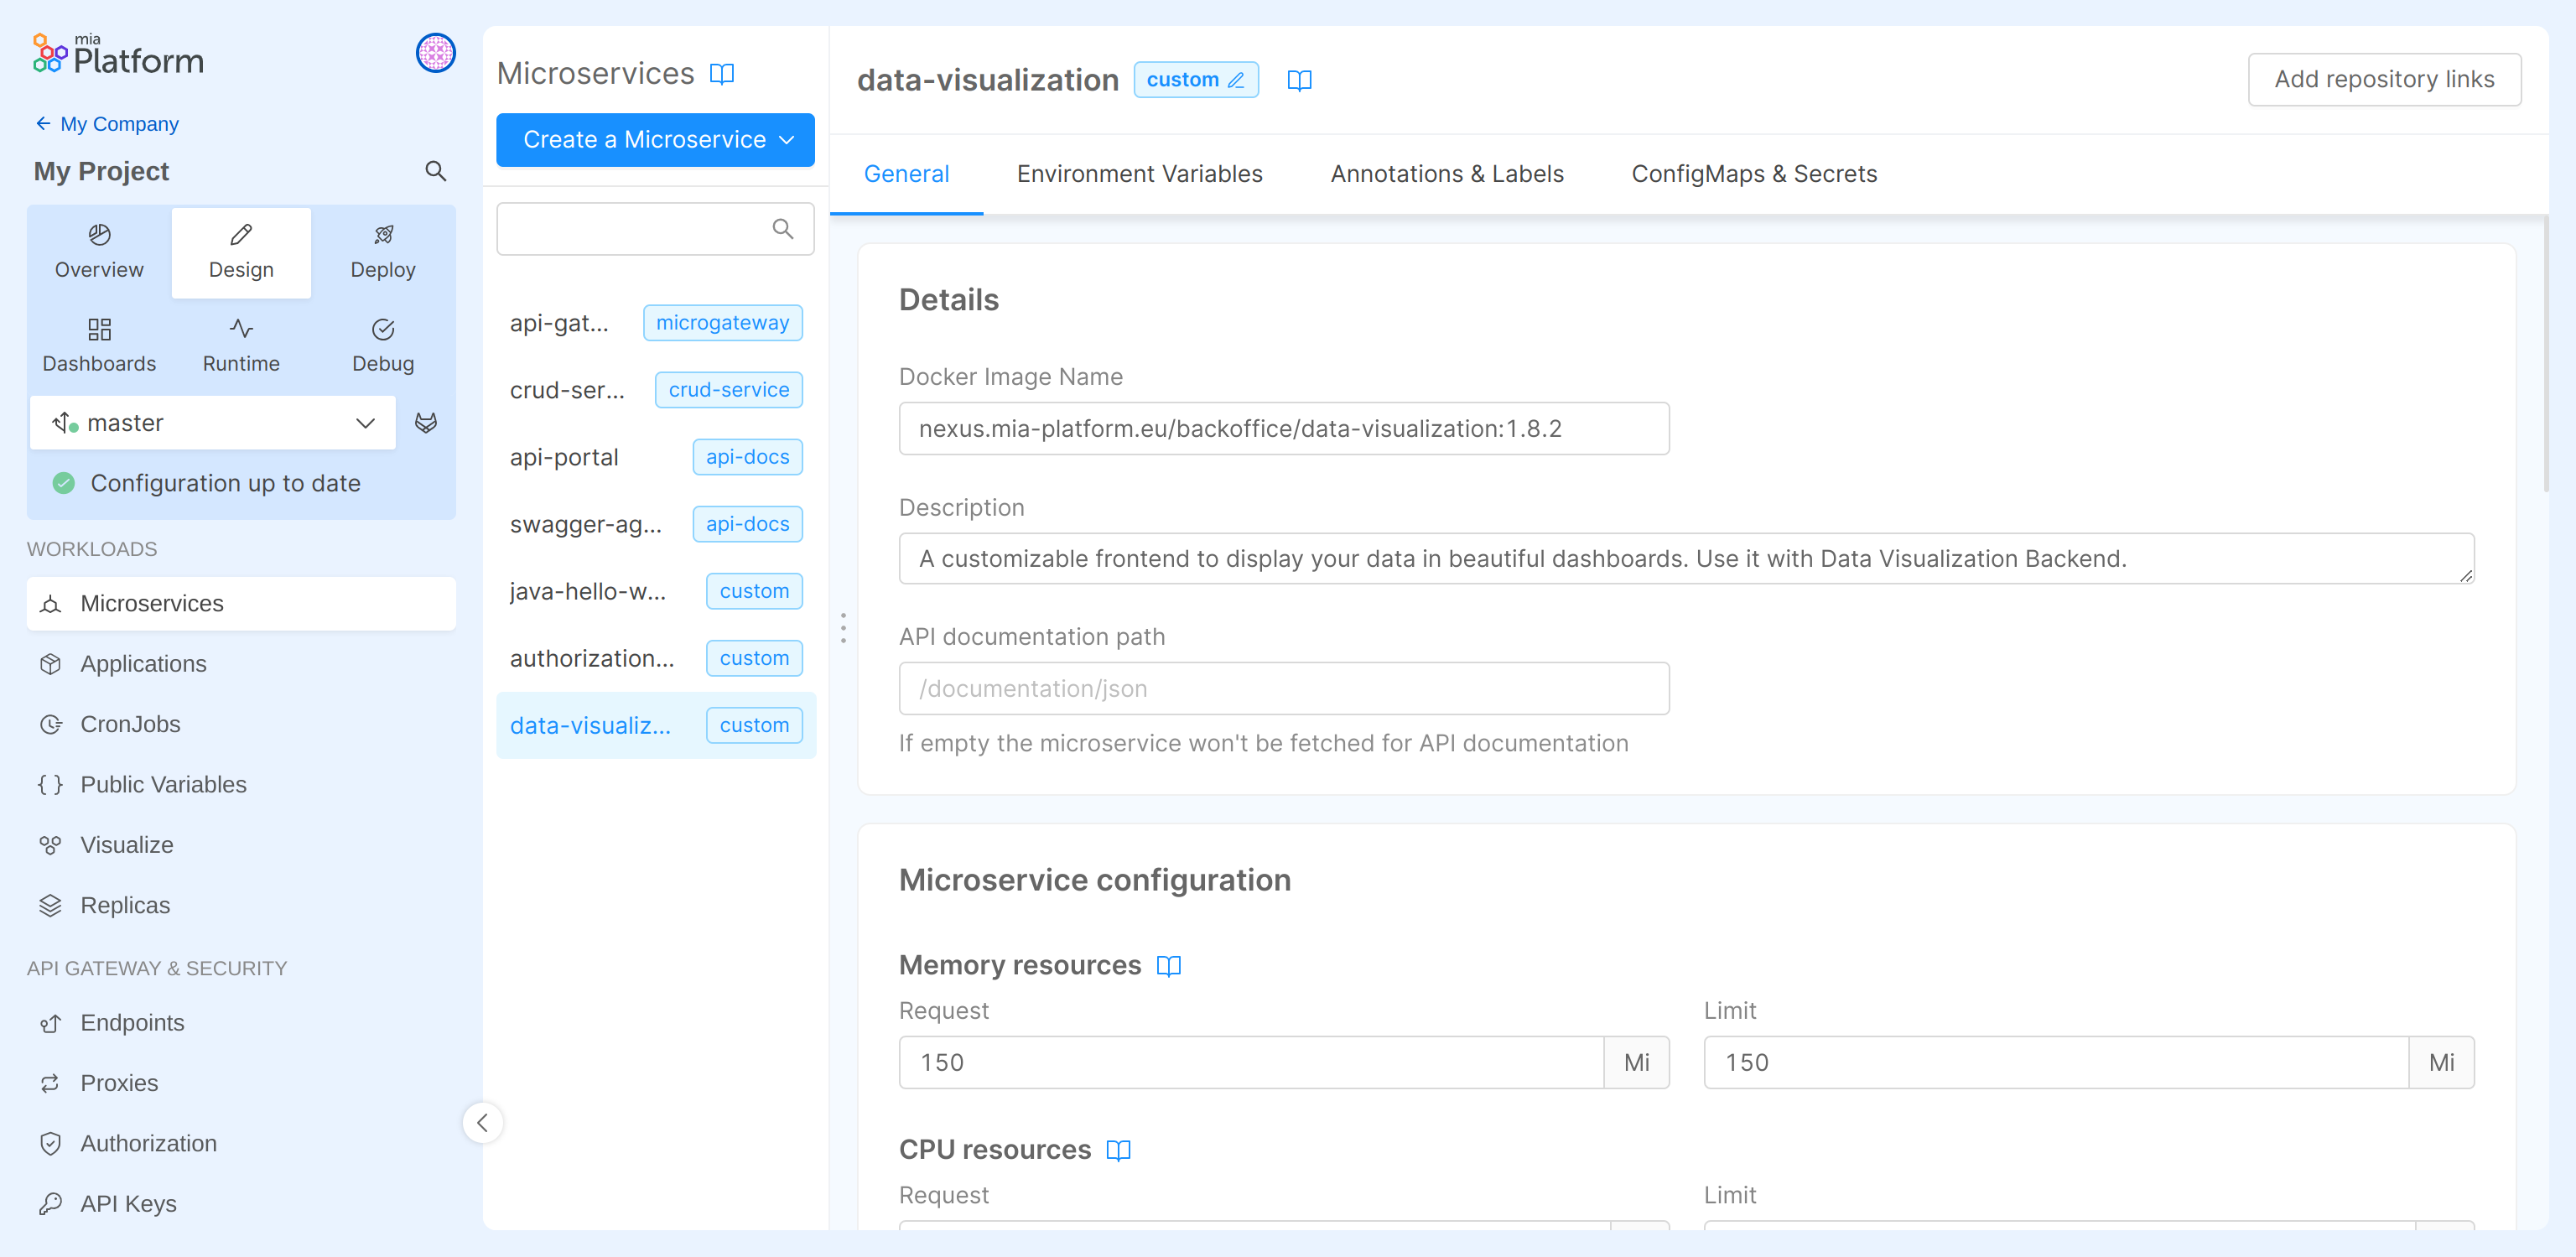 mia
Platform
My Company
My Project
Overview
Design
Deploy
Dashboards
Runtime
Debug
master
Configuration up to date
WORKLOADS
Microservices
Applications
CronJobs
Public Variables
Visualize
Replicas
API GATEWAY & SECURITY
Endpoints
Proxies
Authorization
API Keys
Microservices
Create a Microservice
api-gat... microgateway
crud-ser... crud-service
api-portal api-docs
swagger-ag... api-docs
java-hello-w... custom
authorization... custom
data-visualiz... custom
data-visualization custom
Add repository links
General Environment Variables Annotations & Labels ConfigMaps & Secrets
Details
Docker Image Name
nexus.mia-platform.eu/backoffice/data-visualization:1.8.2
Description
A customizable frontend to display your data in beautiful dashboards. Use it with Data Visualization Backend.
API documentation path
/documentation/json
If empty the microservice won't be fetched for API documentation
Microservice configuration
Memory resources
Request Limit
150 Mi 150 Mi
CPU resources
Request Limit